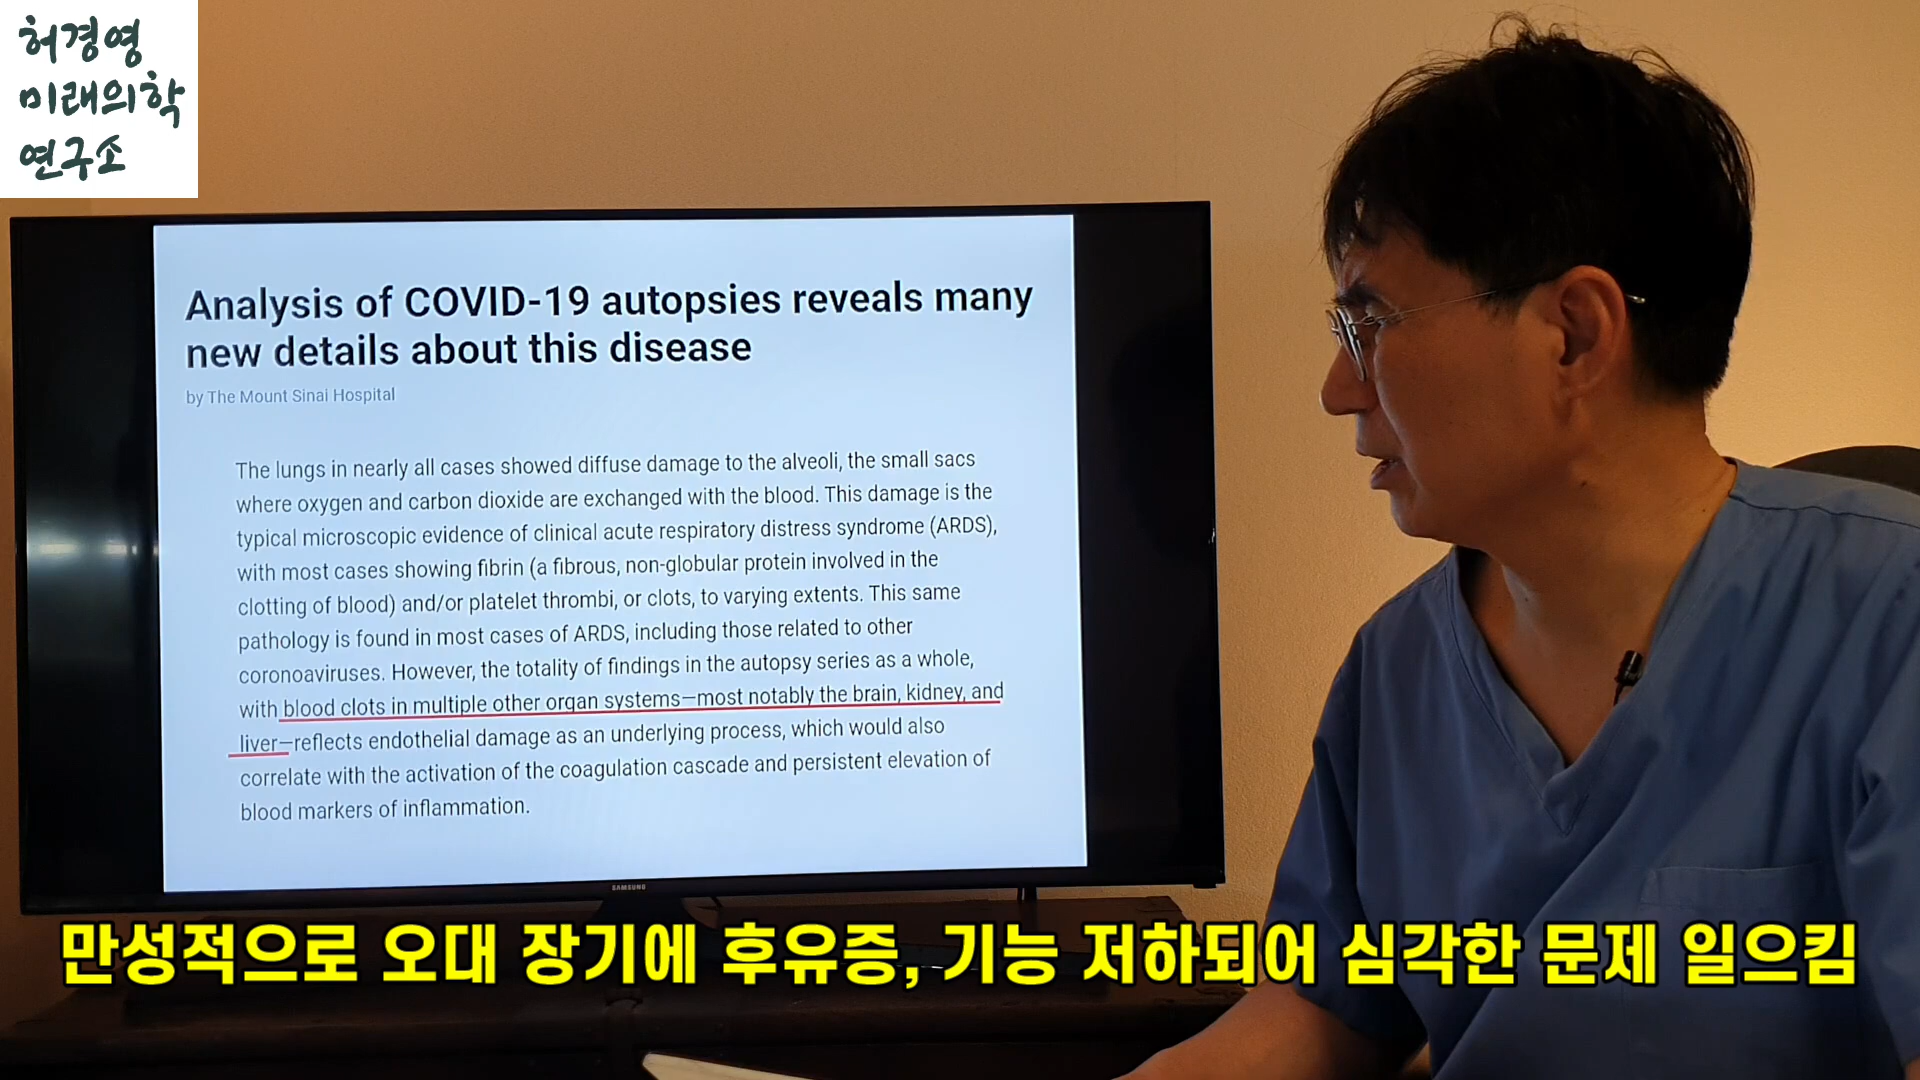 허경영
미래의학
연구소
Analysis of COVID-19 autopsies reveals many
new details about this disease
by The Mount Sinai Hospital
The lungs in nearly all cases showed diffuse damage to the alveoli, the small sacs
where oxygen and carbon dioxide are exchanged with the blood. This damage is the
typical microscopic evidence of clinical acute respiratory distress syndrome (ARDS),
with most cases showing fibrin (a fibrous, non-globular protein involved in the
clotting of blood) and/or platelet thrombi, or clots, to varying extents. This same
pathology is found in most cases of ARDS, including those related to other
coronoaviruses. However, the totality of findings in the autopsy series as a whole,
with blood clots in multiple other organ systems—most notably the brain, kidney, and
liver—reflects endothelial damage as an underlying process, which would also
correlate with the activation of the coagulation cascade and persistent elevation of
blood markers of inflammation.
SAMSUNG
만성적으로 오대 장기에 후유증, 기능 저하되어 심각한 문제 일으킴